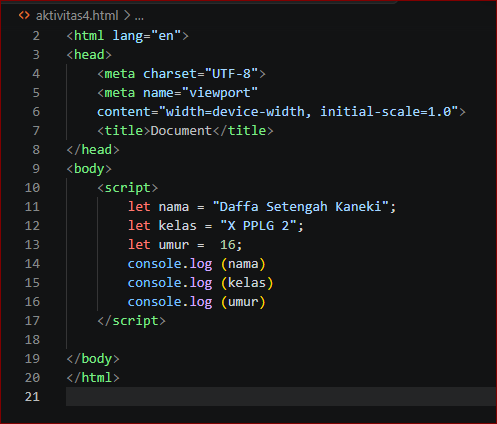 aktivitas4.html > ...
2 <html lang="en">
3 <head>
4 <meta charset="UTF-8">
5 <meta name="viewport"
6 content="width=device-width, initial-scale=1.0">
7 <title>Document</title>
8 </head>
9 <body>
10 <script>
11 let nama = "Daffa Setengah Kaneki";
12 let kelas = "X PPLG 2";
13 let umur =  16;
14 console.log (nama)
15 console.log (kelas)
16 console.log (umur)
17 </script>
18
19 </body>
20 </html>
21